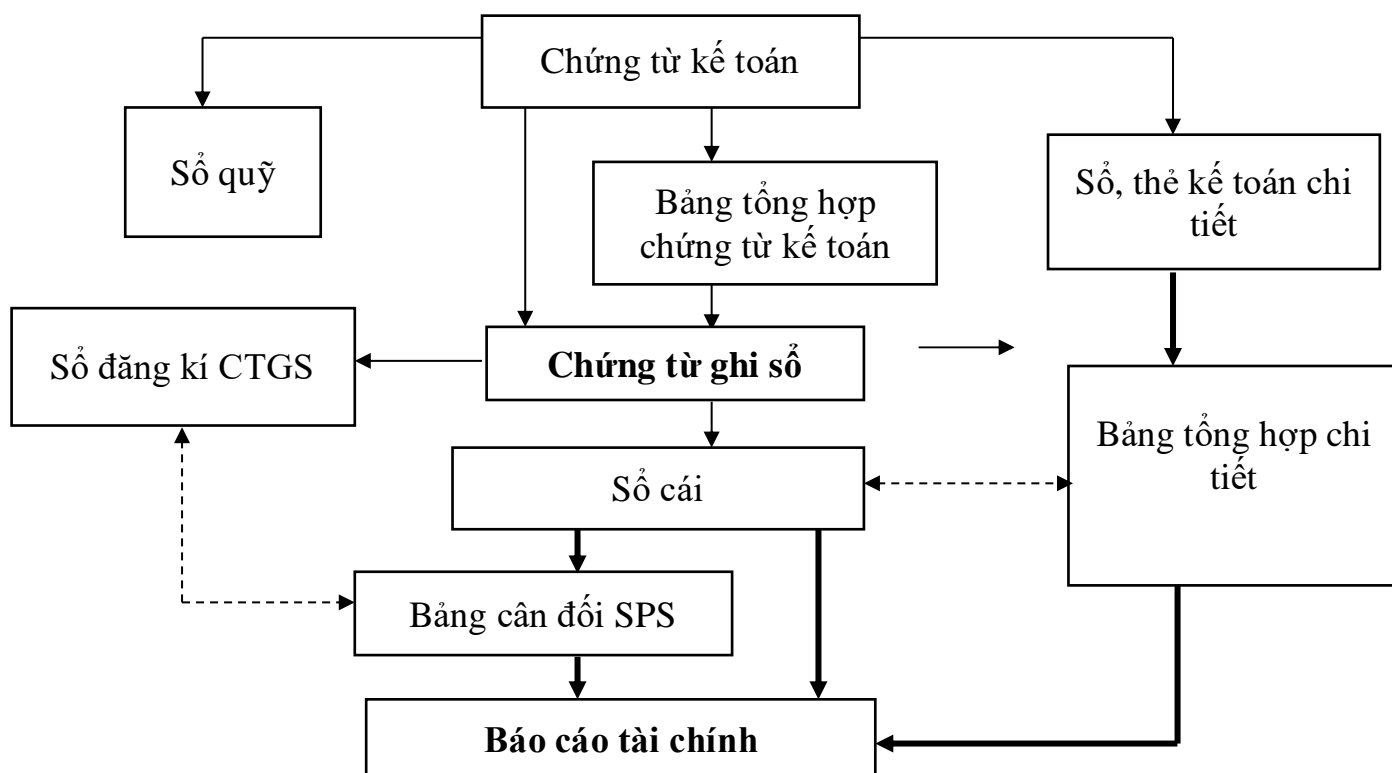 Chứng từ kế toán
Sổ quỹ
Bảng tổng hợp
chứng từ kế toán
Sổ, thẻ kế toán chi
tiết
Sổ đăng kí CTGS
Chứng từ ghi sổ
Bảng tổng hợp chi
tiết
Sổ cái
Bảng cân đối SPS
Báo cáo tài chính